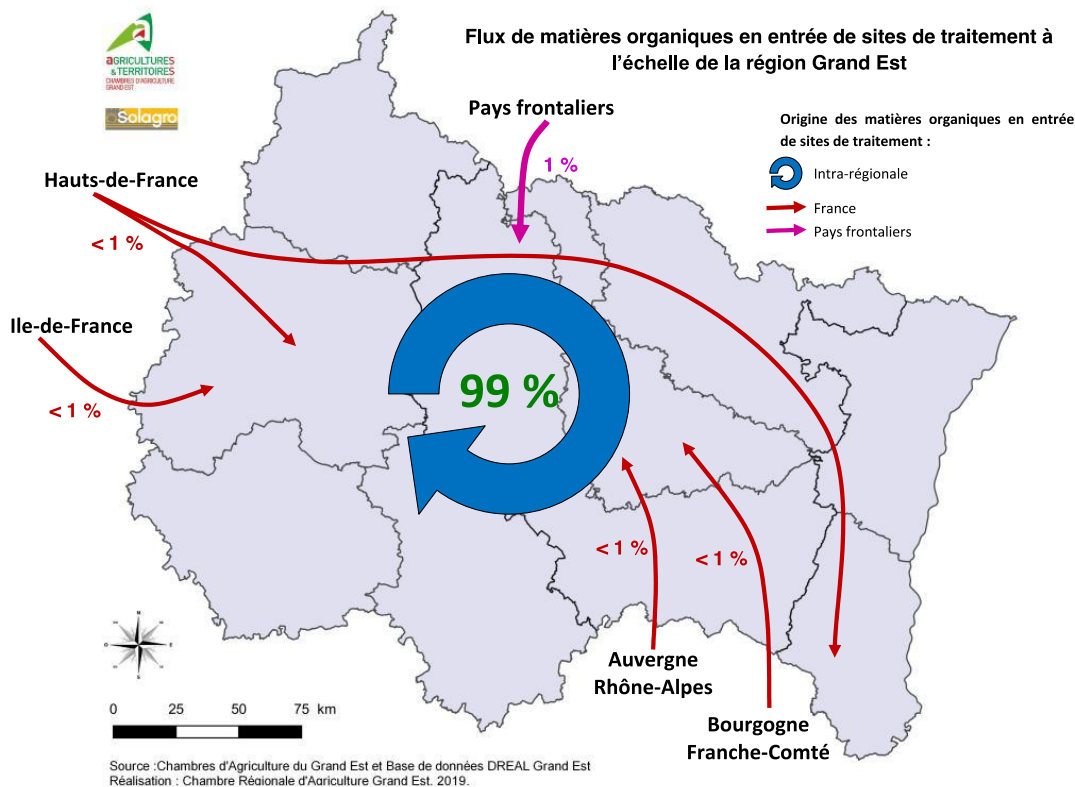 Flux de matières organiques en entrée de sites de traitement à
l'échelle de la région Grand Est
AGRICULTURES
& TERRITOIRES
CHAMBRES D'AGRICULTURE
GRAND EST
Solagro
Pays frontaliers
1 %
Origine des matières organiques en entrée
de sites de traitement :
Intra-régionale
France
Pays frontaliers
Hauts-de-France
< 1 %
Ile-de-France
< 1 %
99 %
< 1 %
< 1 %
Auvergne
Rhône-Alpes
Bourgogne
Franche-Comté
N
O
E
S
0 25 50 75 km
Source :Chambres d'Agriculture du Grand Est et Base de données DREAL Grand Est
Réalisation : Chambre Régionale d'Agriculture Grand Est. 2019.